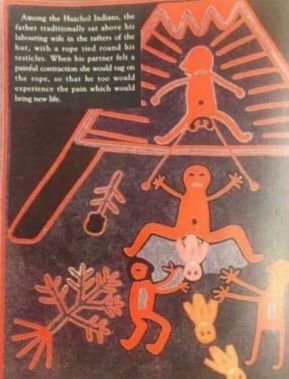 Among the Huichol Indians, the
father traditionally sat above his
labouring wife in the rafters of the
hut, with a rope tied round his
testicles. When his partner felt a
painful contraction she would tug on
the rope, so that he too would
experience the pain which would
bring new life.